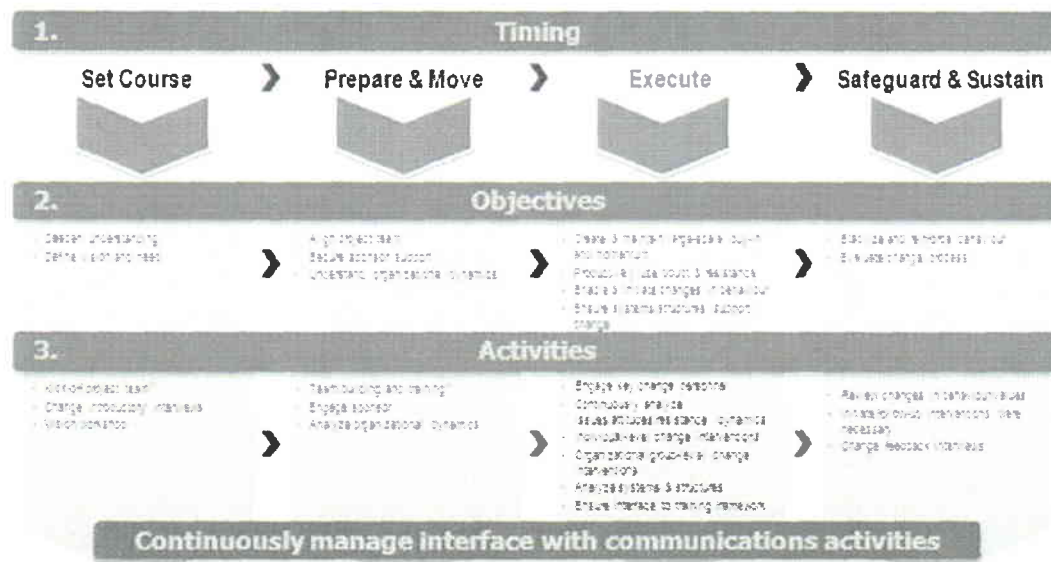 1. Timing
Set Course
Prepare & Move
Execute
Safeguard & Sustain
2. Objectives
Deepen understanding
Define vision and need
Align project team
Secure sponsor support
Understand organizational dynamics
Create & maintain large-scale buy-in
and momentum
Productively use doubt & resistance
Enable & initiate changes in behaviour
Ensure systems/structures support
change
Stabilize and reinforce behaviour
Evaluate change process
3. Activities
Kick-off project team
Change introductory interviews
Vision workshop
Team building and training
Engage sponsor
Analyze organizational dynamics
Engage key change personnel
Continuously analyze
issues/attitudes/resistance/dynamics
Individual-level change interventions
Organizational/group-level change
interventions
Analyze systems & structures
Ensure interface to training framework
Review changes in behaviour/values
Initiate follow-up interventions were
necessary
Change feedback interviews
Continuously manage interface with communications activities